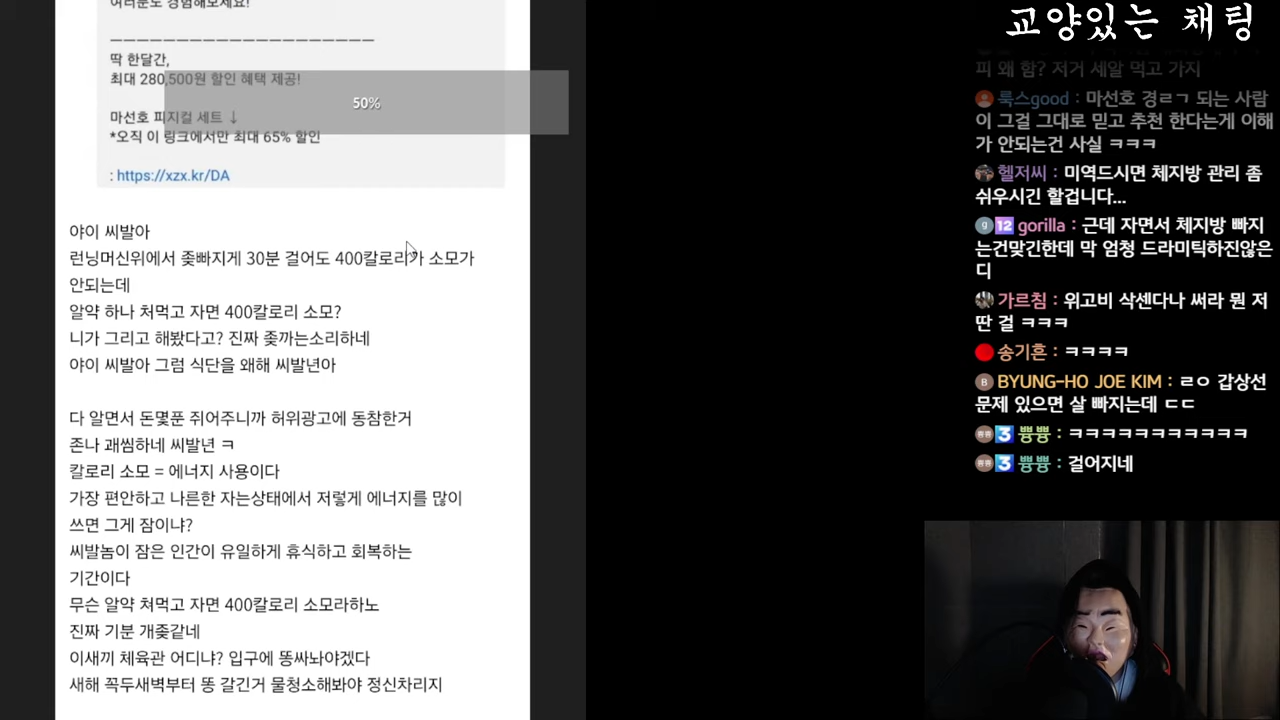 여러분도 경험해보세요!
딱 한달간,
최대 280,500원 할인 혜택 제공!
50%
마선호 피지컬 세트 ↓
*오직 이 링크에서만 최대 65% 할인
: https://xzx.kr/DA
야이 씨발아
런닝머신위에서 좆빠지게 30분 걸어도 400칼로리가 소모가
안되는데
알약 하나 처먹고 자면 400칼로리 소모?
니가 그리고 해봤다고? 진짜 좆까는소리하네
야이 씨발아 그럼 식단을 왜해 씨발년아
다 알면서 돈몇푼 쥐어주니까 허위광고에 동참한거
존나 괘씸하네 씨발년 ㅋ
칼로리 소모 = 에너지 사용이다
가장 편안하고 나른한 자는상태에서 저렇게 에너지를 많이
쓰면 그게 잠이냐?
씨발놈이 잠은 인간이 유일하게 휴식하고 회복하는
기간이다
무슨 알약 쳐먹고 자면 400칼로리 소모라하노
진짜 기분 개좆같네
이새끼 체육관 어디냐? 입구에 똥싸놔야겠다
새해 꼭두새벽부터 똥 갈긴거 물청소해봐야 정신차리지
교양있는 채팅
피 왜 함? 저거 세알 먹고 가지
룩스good : 마선호 경ㄹㄱ 되는 사람
이 그걸 그대로 믿고 추천 한다는게 이해
가 안되는건 사실 ㅋㅋㅋ
헬저씨 : 미역드시면 체지방 관리 좀
쉬우시긴 할겁니다...
g 12 gorilla : 근데 자면서 체지방 빠지
는건맞긴한데 막 엄청 드라마틱하진않은
디
가르침 : 위고비 삭센다나 써라 뭔 저
딴 걸 ㅋㅋㅋ
송기흔 : ㅋㅋㅋㅋ
B BYUNG-HO JOE KIM : ㄹㅇ 갑상선
문제 있으면 살 빠지는데 ㄷㄷ
3 쀻쀻 : ㅋㅋㅋㅋㅋㅋㅋㅋㅋㅋㅋ
3 쀻쀻 : 걸어지네